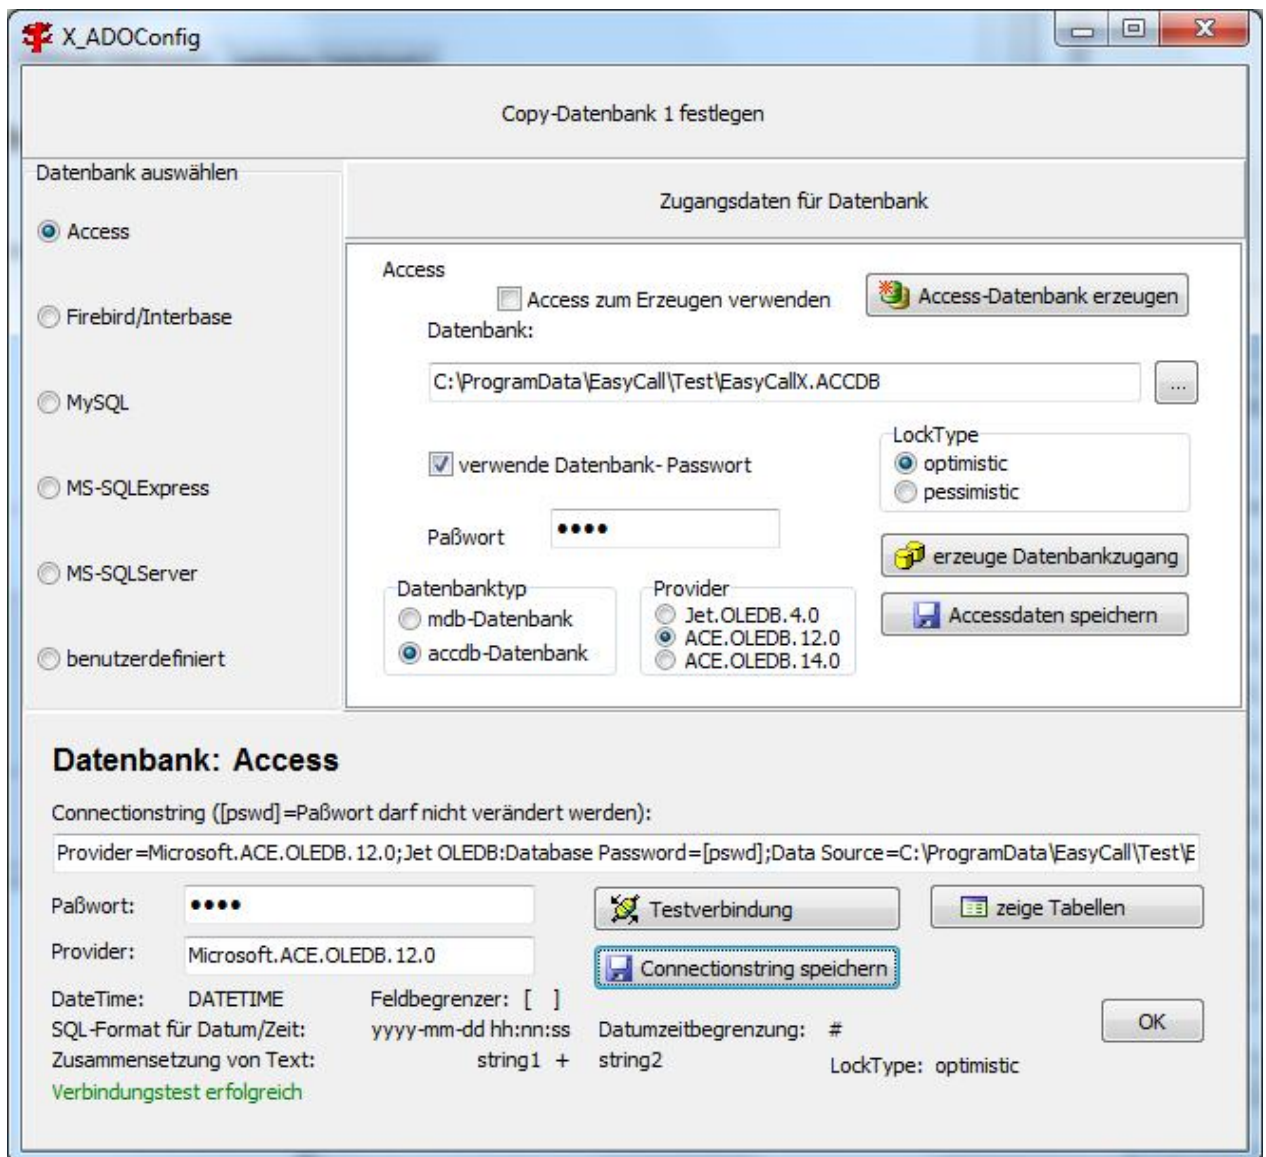 X_ADOConfig
Copy-Datenbank 1 festlegen
Datenbank auswählen
Access
Firebird/Interbase
MySQL
MS-SQLExpress
MS-SQLServer
benutzerdefiniert
Zugangsdaten für Datenbank
Access
Access zum Erzeugen verwenden
Access-Datenbank erzeugen
Datenbank:
C:\ProgramData\EasyCall\Test\EasyCallX.ACCDB
...
verwende Datenbank- Passwort
LockType
optimistic
pessimistic
Paßwort ••••
erzeuge Datenbankzugang
Datenbanktyp
mdb-Datenbank
accdb-Datenbank
Provider
Jet.OLEDB.4.0
ACE.OLEDB.12.0
ACE.OLEDB.14.0
Accessdaten speichern
Datenbank: Access
Connectionstring ([pswd]=Paßwort darf nicht verändert werden):
Provider=Microsoft.ACE.OLEDB.12.0;Jet OLEDB:Database Password=[pswd];Data Source=C:\ProgramData\EasyCall\Test\E
Paßwort: •••• Testverbindung zeige Tabellen
Provider: Microsoft.ACE.OLEDB.12.0 Connectionstring speichern
DateTime: DATETIME Feldbegrenzer: [ ]
SQL-Format für Datum/Zeit: yyyy-mm-dd hh:nn:ss Datumzeitbegrenzung: # OK
Zusammensetzung von Text: string1 + string2 LockType: optimistic
Verbindungstest erfolgreich